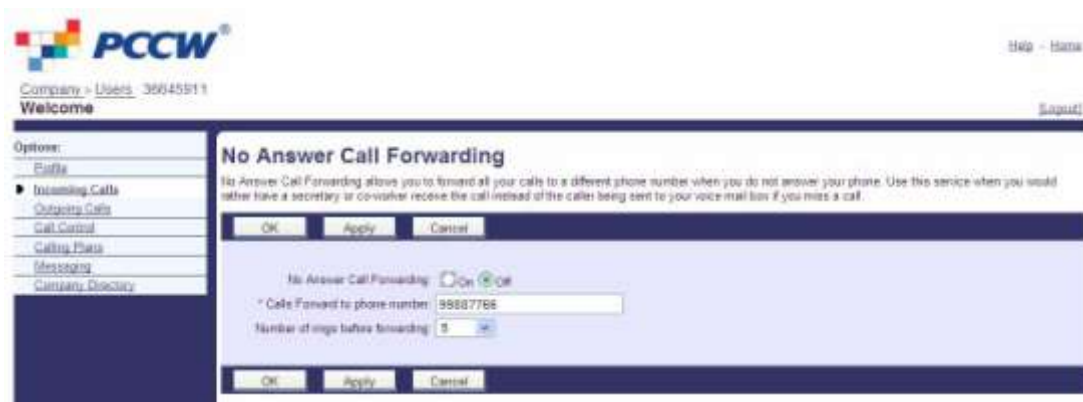 PCCW®
Help - Home
Company > Users 36645911
Welcome
[Logout]
Options:
Profile
Incoming Calls
Outgoing Calls
Call Control
Calling Plans
Messaging
Company Directory
No Answer Call Forwarding
No Answer Call Forwarding allows you to forward all your calls to a different phone number when you do not answer your phone. Use this service when you would
rather have a secretary or co-worker receive the call instead of the caller being sent to your voice mail box if you miss a call.
OK Apply Cancel
No Answer Call Forwarding: On Off
* Calls Forward to phone number: 99887766
Number of rings before forwarding: 5
OK Apply Cancel